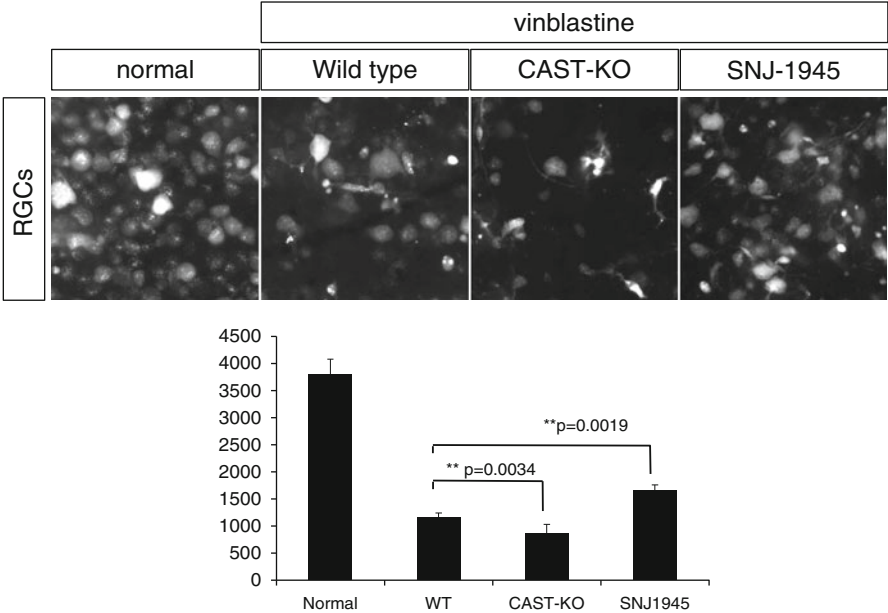 vinblastine
normal
Wild type
CAST-KO
SNJ-1945
RGCs
4500
4000
3500
3000
2500
2000
1500
1000
500
0
**p=0.0019
** p=0.0034
Normal
WT
CAST-KO
SNJ1945